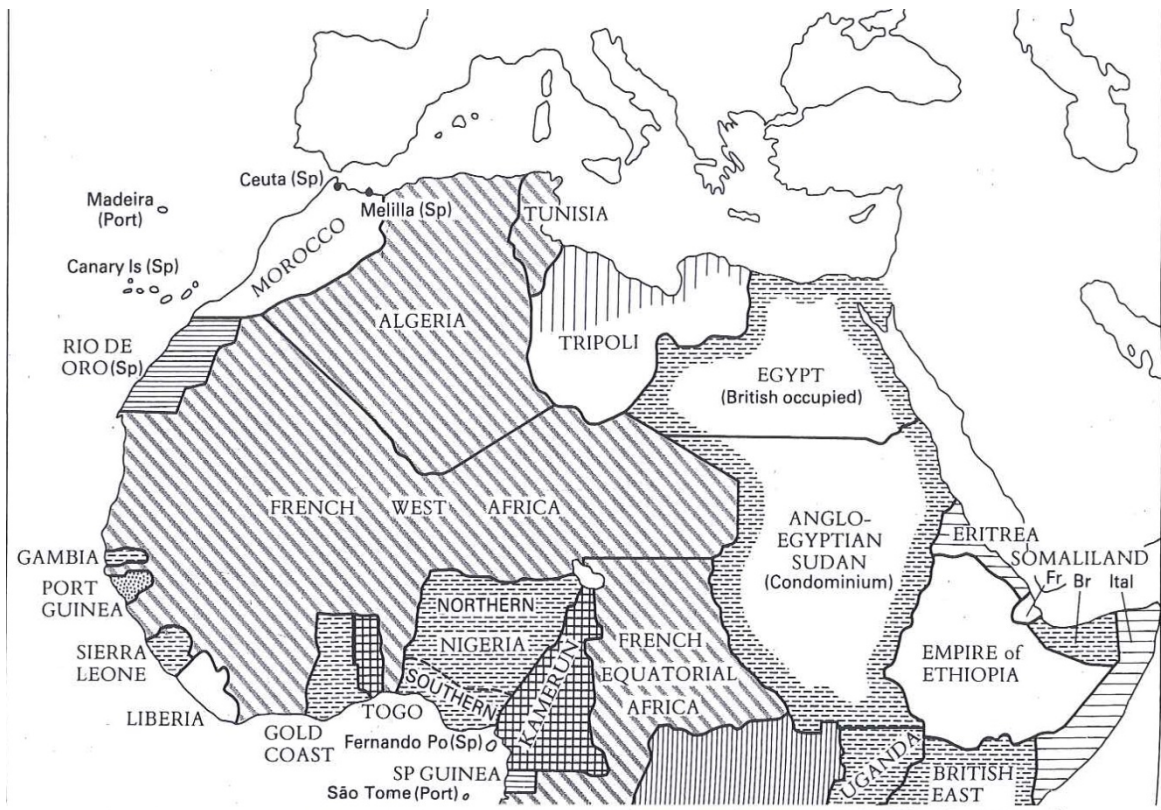 Ceuta (Sp)
Melilla (Sp)
Madeira
(Port)
TUNISIA
MOROCCO
Canary Is (Sp)
ALGERIA
TRIPOLI
RIO DE
ORO (Sp)
EGYPT
(British occupied)
FRENCH WEST AFRICA
ANGLO-
EGYPTIAN
SUDAN
(Condominium)
ERITREA
SOMALILAND
Fr Br Ital
GAMBIA
PORT
GUINEA
NORTHERN
NIGERIA
SOUTHERN
SIERRA
LEONE
FRENCH
EQUATORIAL
AFRICA
EMPIRE of
ETHIOPIA
KAMERUN
LIBERIA
TOGO
GOLD
COAST
Fernando Po (Sp)
SP GUINEA
São Tome (Port)
UGANDA
BRITISH
EAST